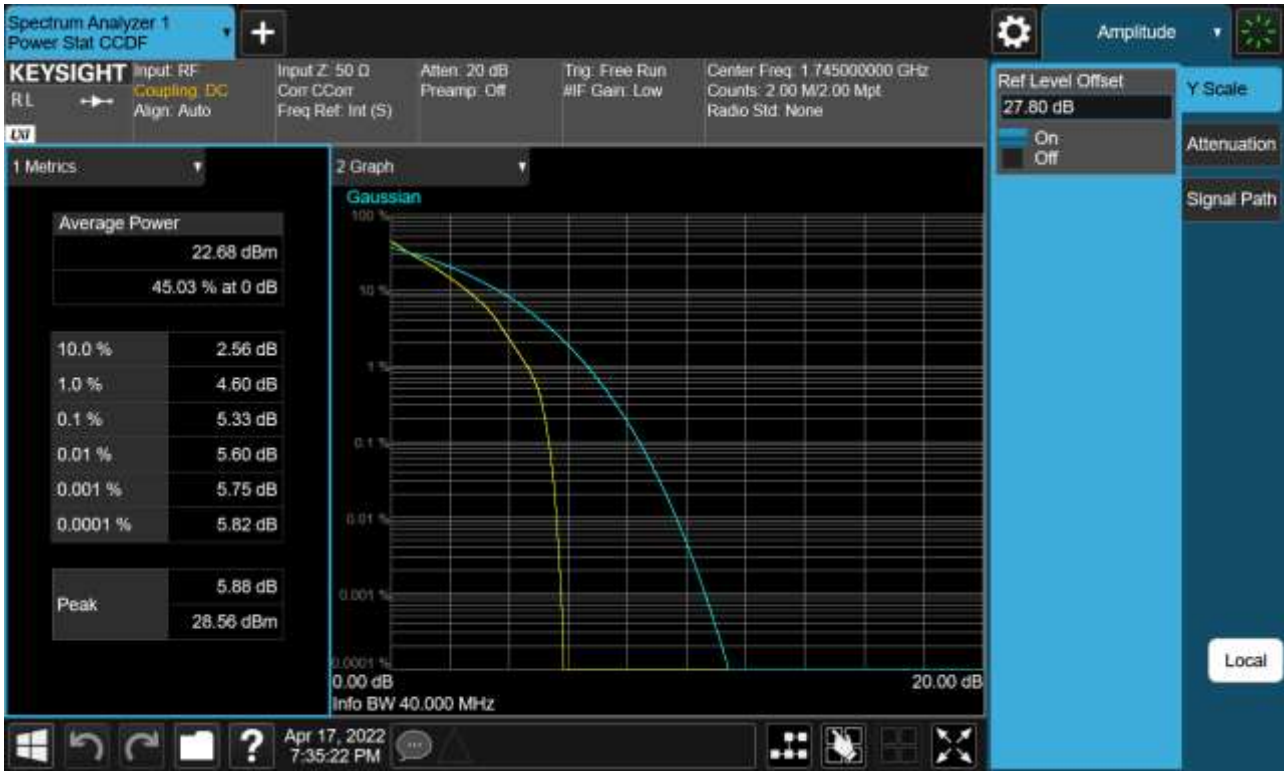 Spectrum Analyzer 1
Power Stat CCDF
+
Amplitude
KEYSIGHT
RL
LXI
Input: RF
Coupling: DC
Align: Auto
Input Z: 50 Ω
Corr CCorr
Freq Ref: Int (S)
Atten: 20 dB
Preamp: Off
Trig: Free Run
#IF Gain: Low
Center Freq: 1.745000000 GHz
Counts: 2.00 M/2.00 Mpt
Radio Std: None
Ref Level Offset
27.80 dB
On
Off
Y Scale
Attenuation
Signal Path
Local
1 Metrics
Average Power
22.68 dBm
45.03 % at 0 dB
10.0 % 2.56 dB
1.0 % 4.60 dB
0.1 % 5.33 dB
0.01 % 5.60 dB
0.001 % 5.75 dB
0.0001 % 5.82 dB
Peak
5.88 dB
28.56 dBm
2 Graph
Gaussian
100 %
10 %
1 %
0.1 %
0.01 %
0.001 %
0.0001 %
0.00 dB 20.00 dB
Info BW 40.000 MHz
?
Apr 17, 2022
7:35:22 PM